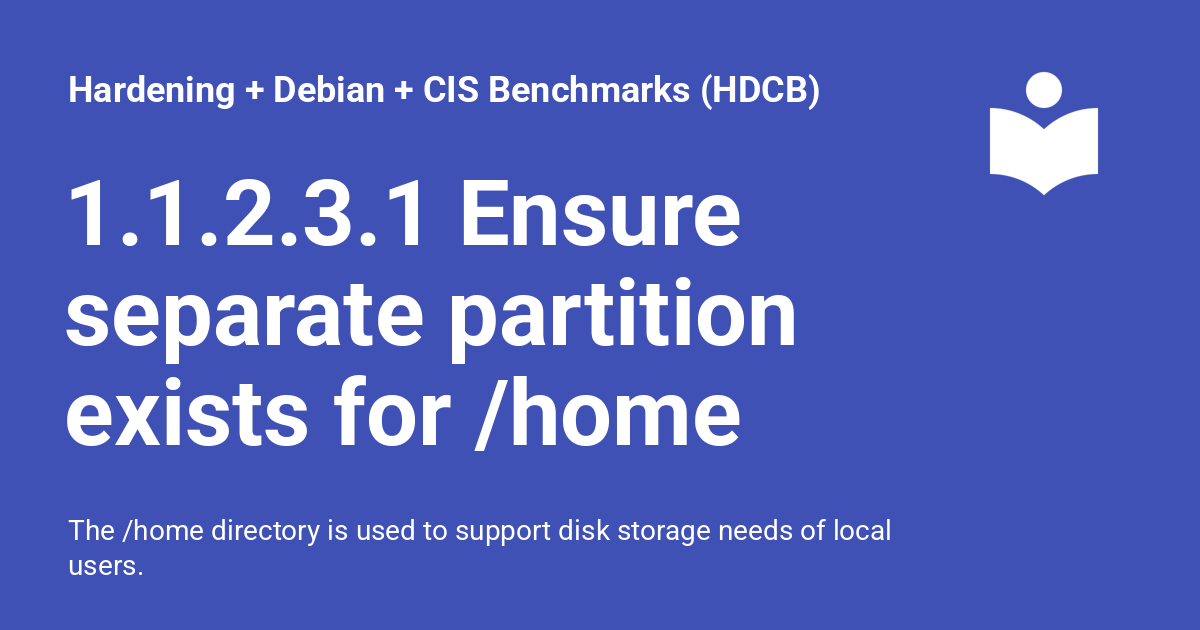 Hardening + Debian + CIS Benchmarks (HDCB)
1.1.2.3.1 Ensure
separate partition
exists for /home
The /home directory is used to support disk storage needs of local
users.